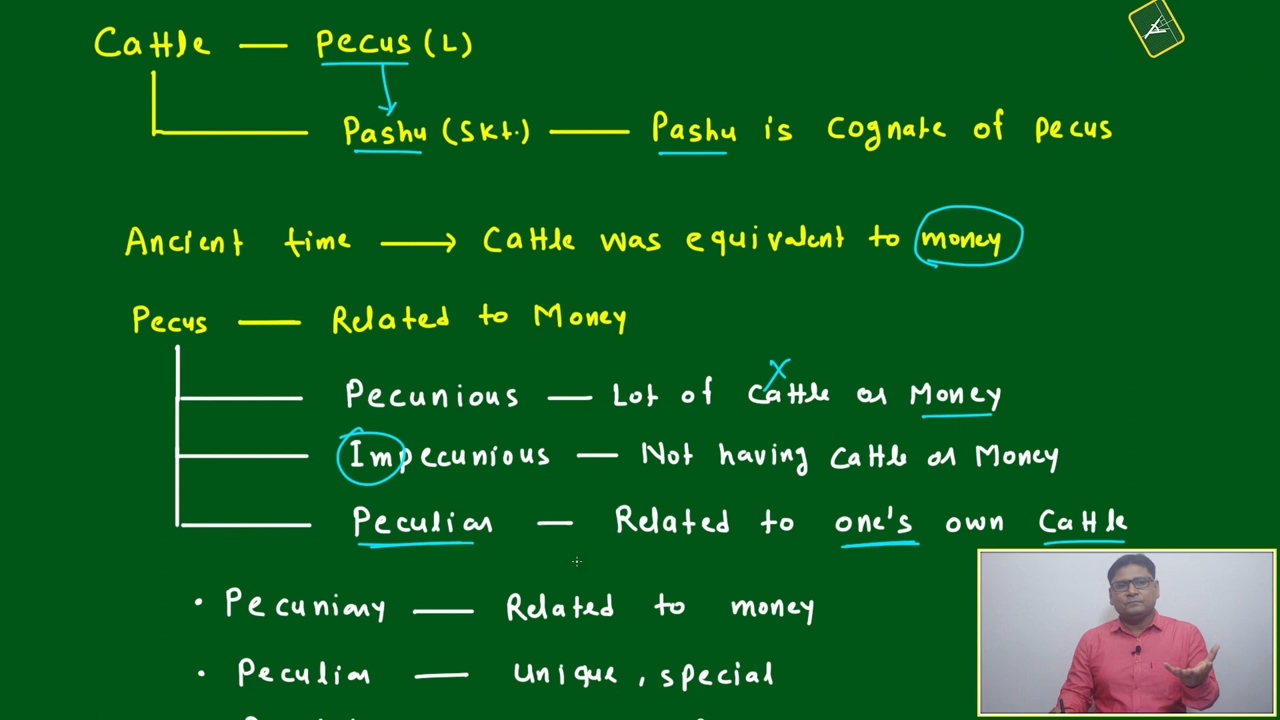 Cattle — Pecus (L)
Pashu (Skt.) — Pashu is cognate of pecus
Ancient time → Cattle was equivalent to money
Pecus — Related to Money
Pecunious — Lot of Cattle or Money
Impecunious — Not having Cattle or Money
Peculiar — Related to one's own Cattle
• Pecuniary — Related to money
• Peculiar — Unique, special